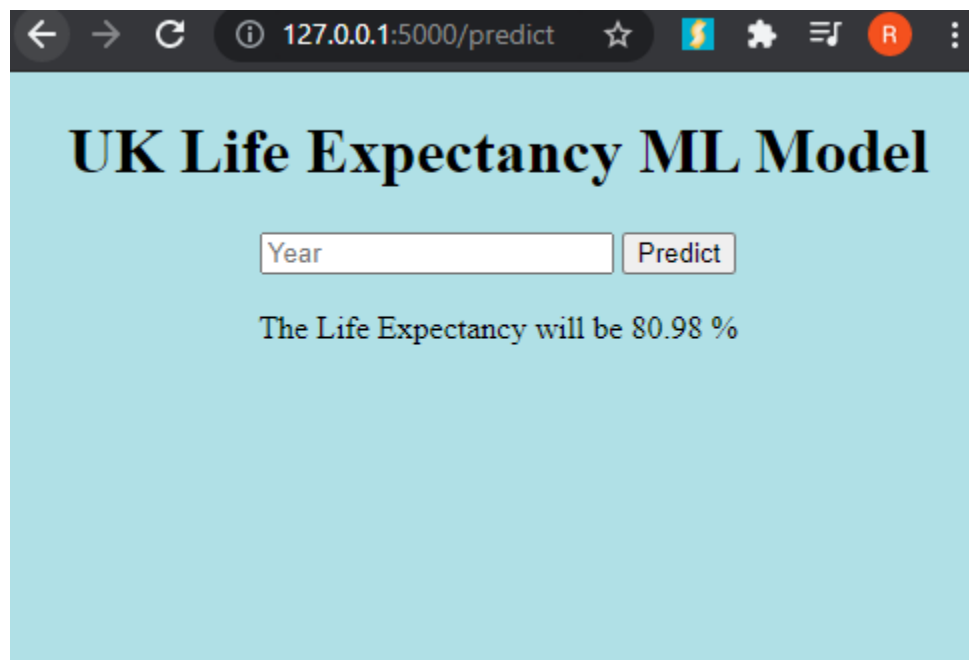 127.0.0.1:5000/predict
R
UK Life Expectancy ML Model
Year Predict
The Life Expectancy will be 80.98 %